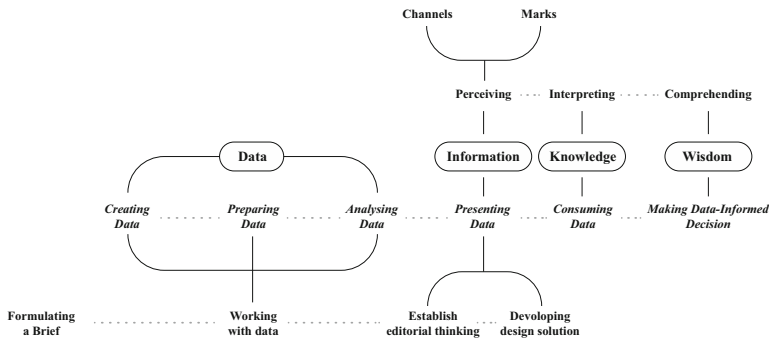 Channels
Marks
Perceiving
Interpreting
Comprehending
Data
Information
Knowledge
Wisdom
Creating
Data
Preparing
Data
Analysing
Data
Presenting
Data
Consuming
Data
Making Data-Informed
Decision
Formulating
a Brief
Working
with data
Establish
editorial thinking
Devoloping
design solution